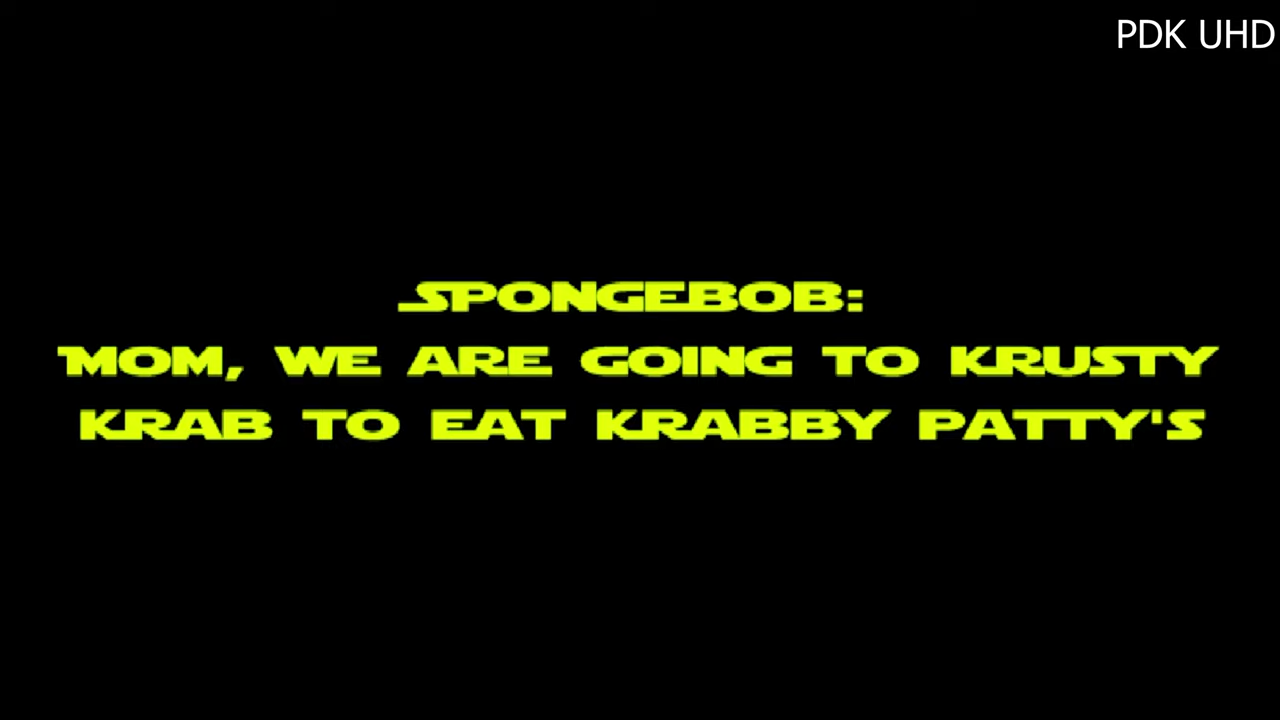 PDK UHD
SPONGEBOB:
MOM, WE ARE GOING TO KRUSTY
KRAB TO EAT KRABBY PATTY'S